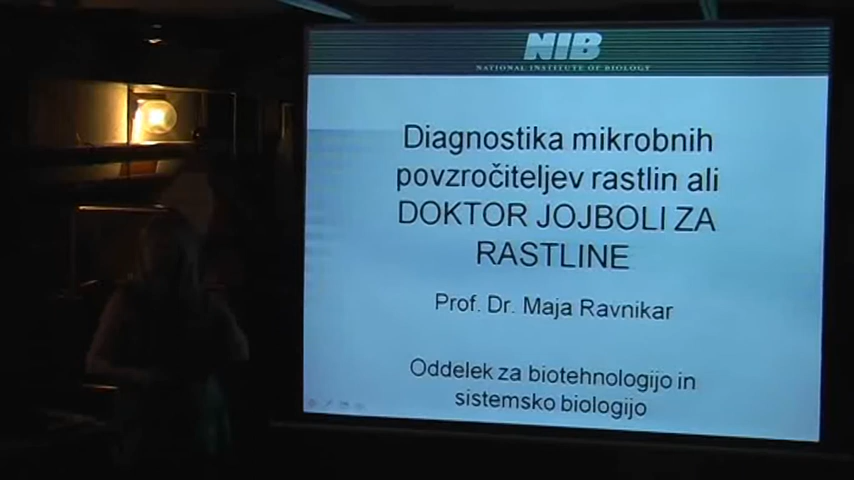 NIB
NATIONAL INSTITUTE OF BIOLOGY
Diagnostika mikrobnih
povzročiteljev rastlin ali
DOKTOR JOJBOLI ZA
RASTLINE
Prof. Dr. Maja Ravnikar
Oddelek za biotehnologijo in
sistemsko biologijo